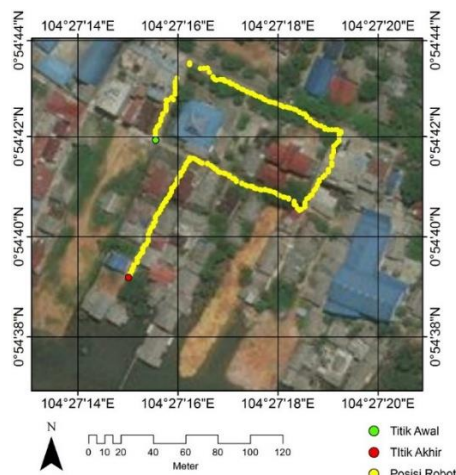 104°27'14"N 104°27'16"N 104°27'18"N 104°27'20"N
0°54'44"N 0°54'44"N
0°54'42"N 0°54'42"N
0°54'40"N 0°54'40"N
0°54'38"N 0°54'38"N
104°27'14"N 104°27'16"N 104°27'18"N 104°27'20"N
N
0 10 20 40 60 80 100 120
Meter
Titik Awal
TItik Akhir
Posisi Robot